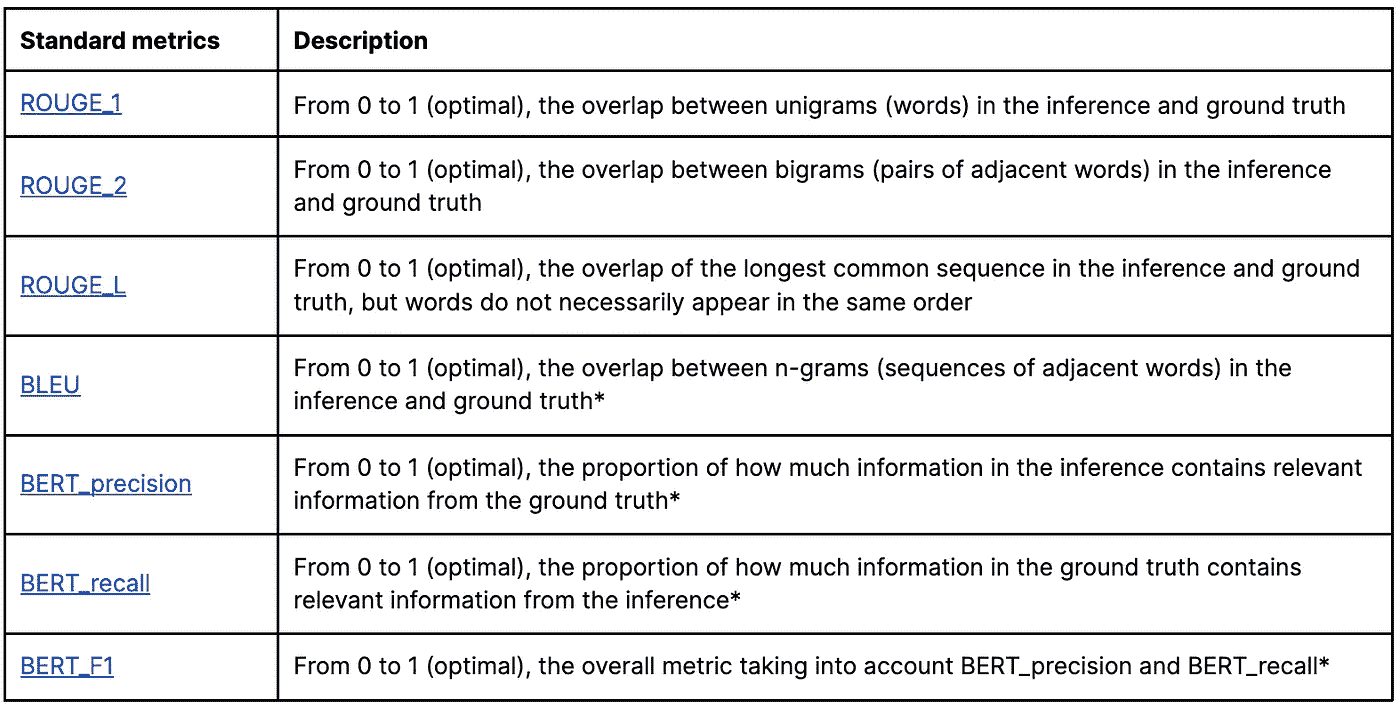 Standard metrics
Description
ROUGE_1
From 0 to 1 (optimal), the overlap between unigrams (words) in the inference and ground truth
ROUGE_2
From 0 to 1 (optimal), the overlap between bigrams (pairs of adjacent words) in the inference
and ground truth
ROUGE_L
From 0 to 1 (optimal), the overlap of the longest common sequence in the inference and ground
truth, but words do not necessarily appear in the same order
BLEU
From 0 to 1 (optimal), the overlap between n-grams (sequences of adjacent words) in the
inference and ground truth*
BERT_precision
From 0 to 1 (optimal), the proportion of how much information in the inference contains relevant
information from the ground truth*
BERT_recall
From 0 to 1 (optimal), the proportion of how much information in the ground truth contains
relevant information from the inference*
BERT_F1
From 0 to 1 (optimal), the overall metric taking into account BERT_precision and BERT_recall*